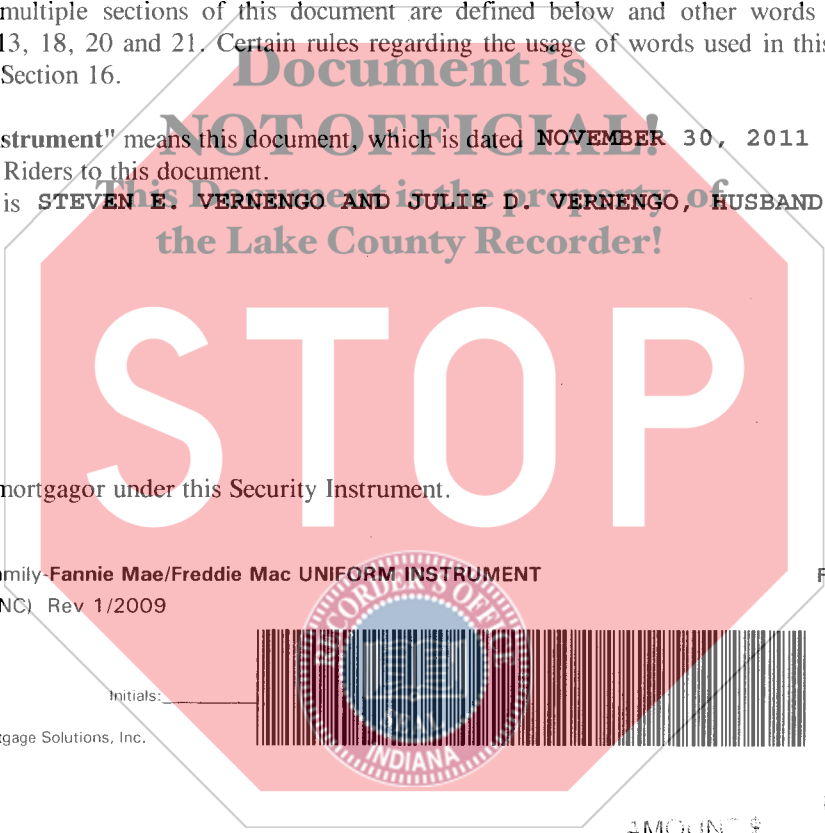 multiple sections of this document are defined below and other words
13, 18, 20 and 21. Certain rules regarding the usage of words used in this
Section 16.
Document is
strument" means this document, which is dated NOVEMBER 30, 2011
NOT OFFICIAL!
Riders to this document.
This Document is the property of
is STEVEN E. VERNENGO AND JULIE D. VERNENGO, HUSBAND
the Lake County Recorder!
STOP
mortgagor under this Security Instrument.
amily-Fannie Mae/Freddie Mac UNIFORM INSTRUMENT
NC) Rev 1/2009
RECORDER'S OFFICE
Initials:
SEAL
tgage Solutions, Inc.
INDIANA
AMOUNT $